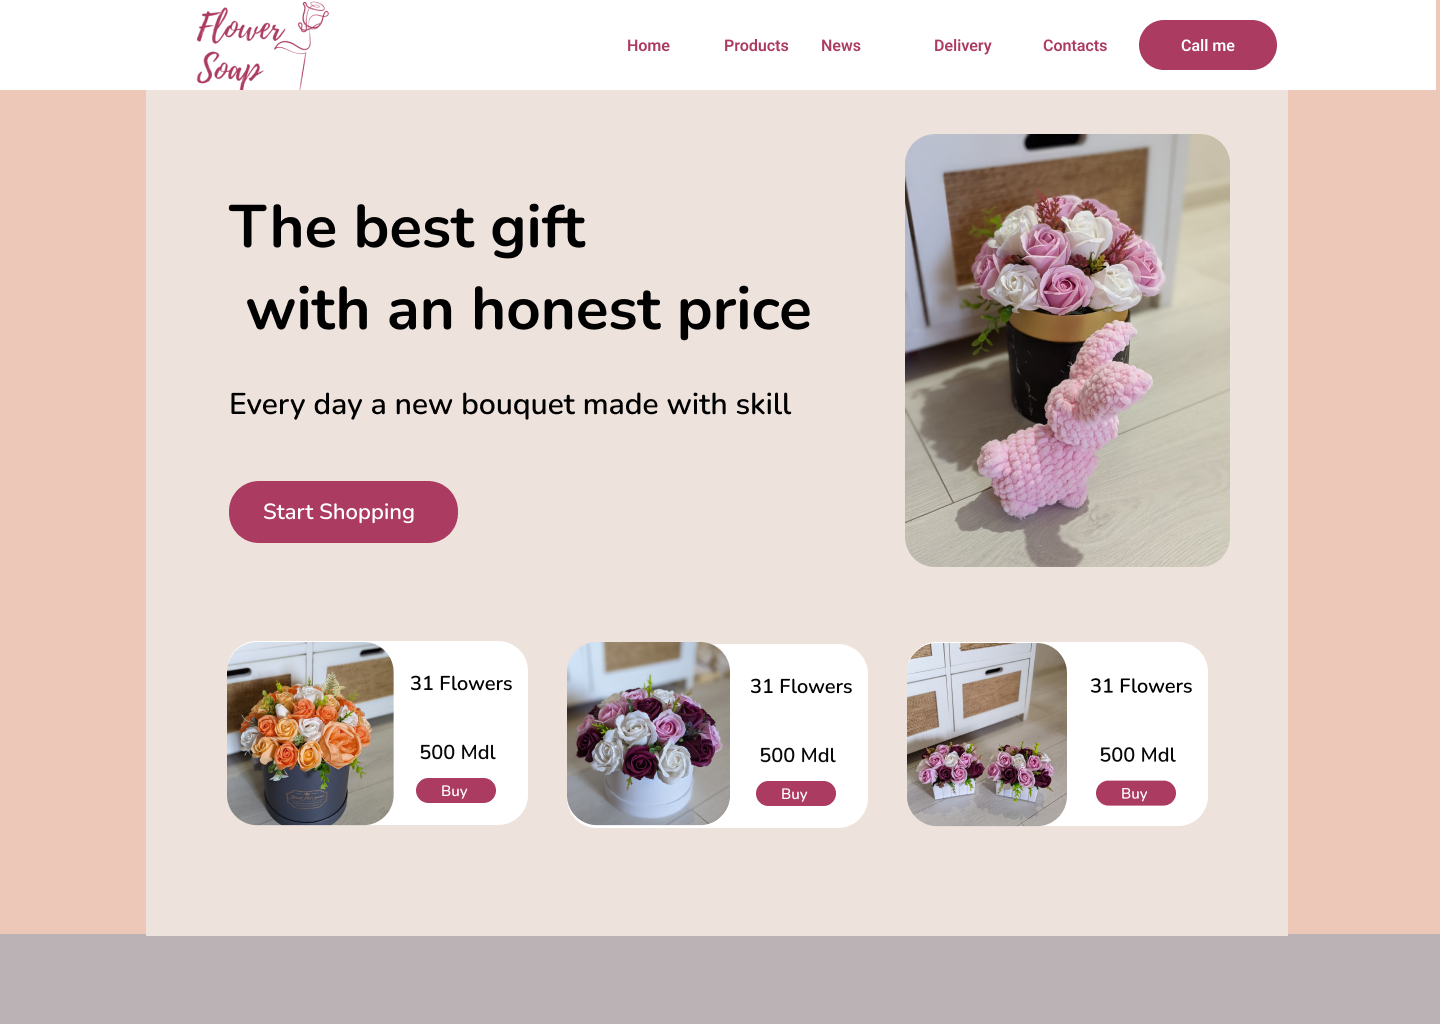 Flower
Soap
Home Products News Delivery Contacts Call me
The best gift
with an honest price
Every day a new bouquet made with skill
Start Shopping
31 Flowers
500 Mdl
Buy
31 Flowers
500 Mdl
Buy
31 Flowers
500 Mdl
Buy